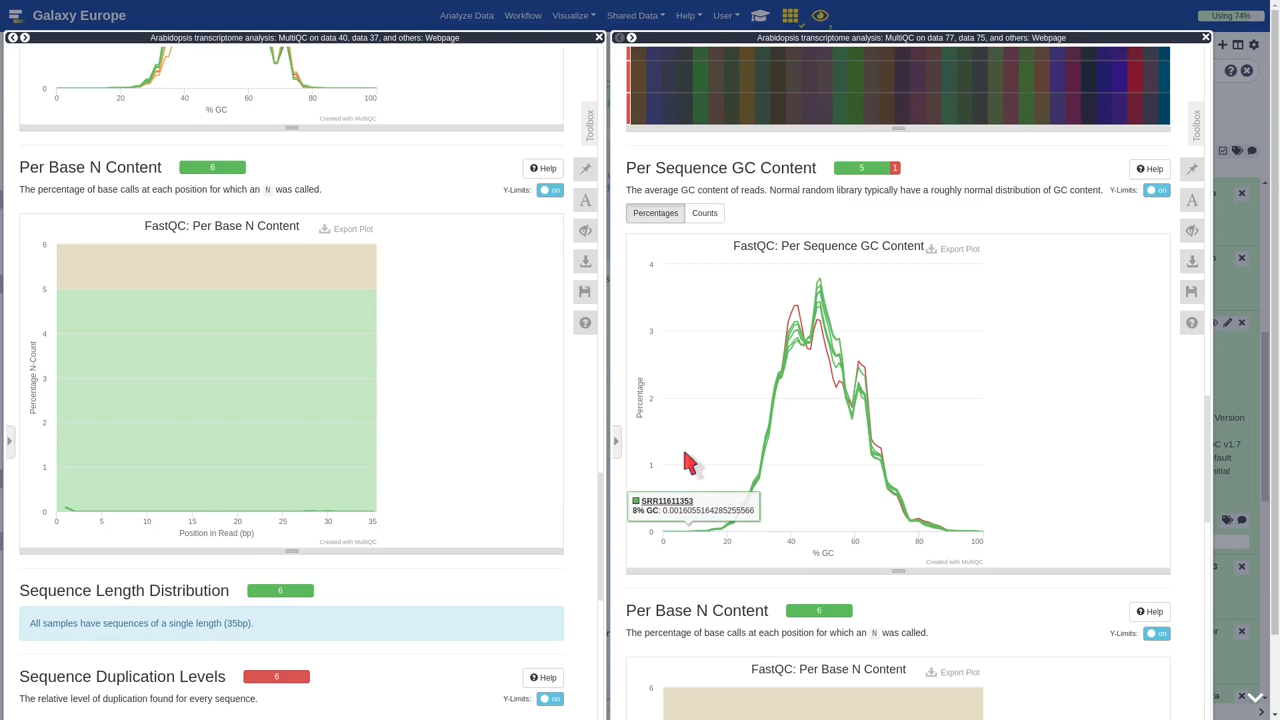 Galaxy Europe
Analyze Data Workflow Visualize Shared Data Help User
Using 74%
Arabidopsis transcriptome analysis: MultiQC on data 40, data 37, and others: Webpage
0
0 20 40 60 80 100
% GC
Created with MultiQC
Toolbox
Per Base N Content 6 Help
The percentage of base calls at each position for which an N was called. Y-Limits: on
FastQC: Per Base N Content Export Plot
6
5
4
3
2
1
0
Percentage N-Count
0 5 10 15 20 25 30 35
Position in Read (bp)
Created with MultiQC
Sequence Length Distribution 6
All samples have sequences of a single length (35bp).
Sequence Duplication Levels 6 Help
The relative level of duplication found for every sequence. Y-Limits: on
Arabidopsis transcriptome analysis: MultiQC on data 77, data 75, and others: Webpage
Toolbox
Per Sequence GC Content 5 1 Help
The average GC content of reads. Normal random library typically have a roughly normal distribution of GC content. Y-Limits: on
Percentages Counts
FastQC: Per Sequence GC Content Export Plot
4
3
2
1
0
Percentage
SRR11611353
8% GC: 0.0016055164285255566
0 20 40 60 80 100
% GC
Created with MultiQC
Per Base N Content 6 Help
The percentage of base calls at each position for which an N was called. Y-Limits: on
FastQC: Per Base N Content Export Plot
6
Version
QC v1.7